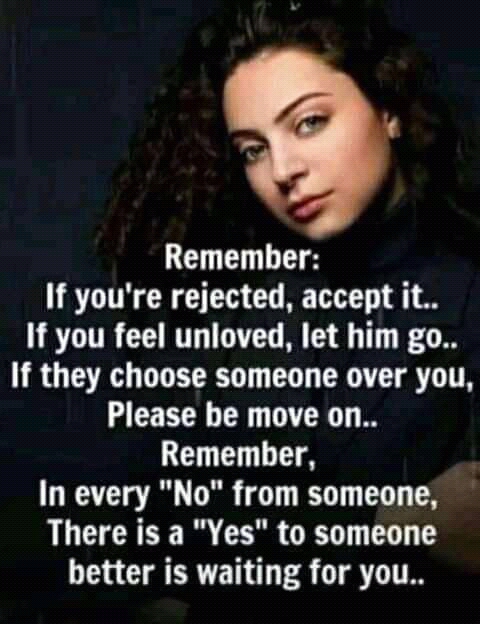 Remember:
If you're rejected, accept it..
If you feel unloved, let him go..
If they choose someone over you,
Please be move on..
Remember,
In every "No" from someone,
There is a "Yes" to someone
better is waiting for you..